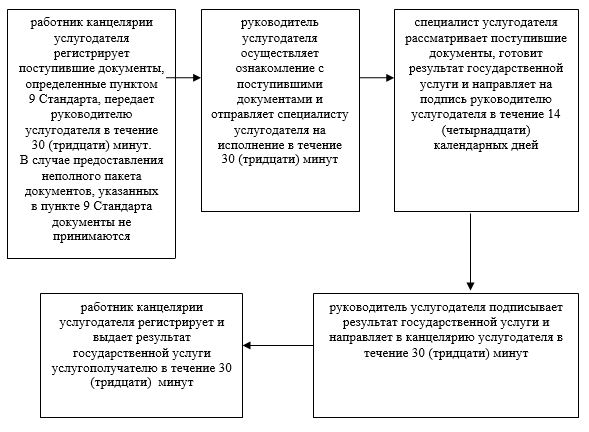 работник канцелярии
услугодателя
регистрирует
поступившие документы,
определенные пунктом
9 Стандарта, передает
руководителю
услугодателя в течение
30 (тридцати) минут.
В случае предоставления
неполного пакета
документов, указанных
в пункте 9 Стандарта
документы не
принимаются
руководитель
услугодателя
осуществляет
ознакомление с
поступившими
документами и
отправляет специалисту
услугодателя на
исполнение в течение
30 (тридцати) минут
специалист услугодателя
рассматривает поступившие
документы, готовит
результат государственной
услуги и направляет на
подпись руководителю
услугодателя в течение 14
(четырнадцати)
календарных дней
руководитель услугодателя подписывает
результат государственной услуги и
направляет в канцелярию услугодателя в
течение 30 (тридцати) минут
работник канцелярии
услугодателя регистрирует и
выдает результат
государственной услуги
услугополучателю в течение 30
(тридцати) минут